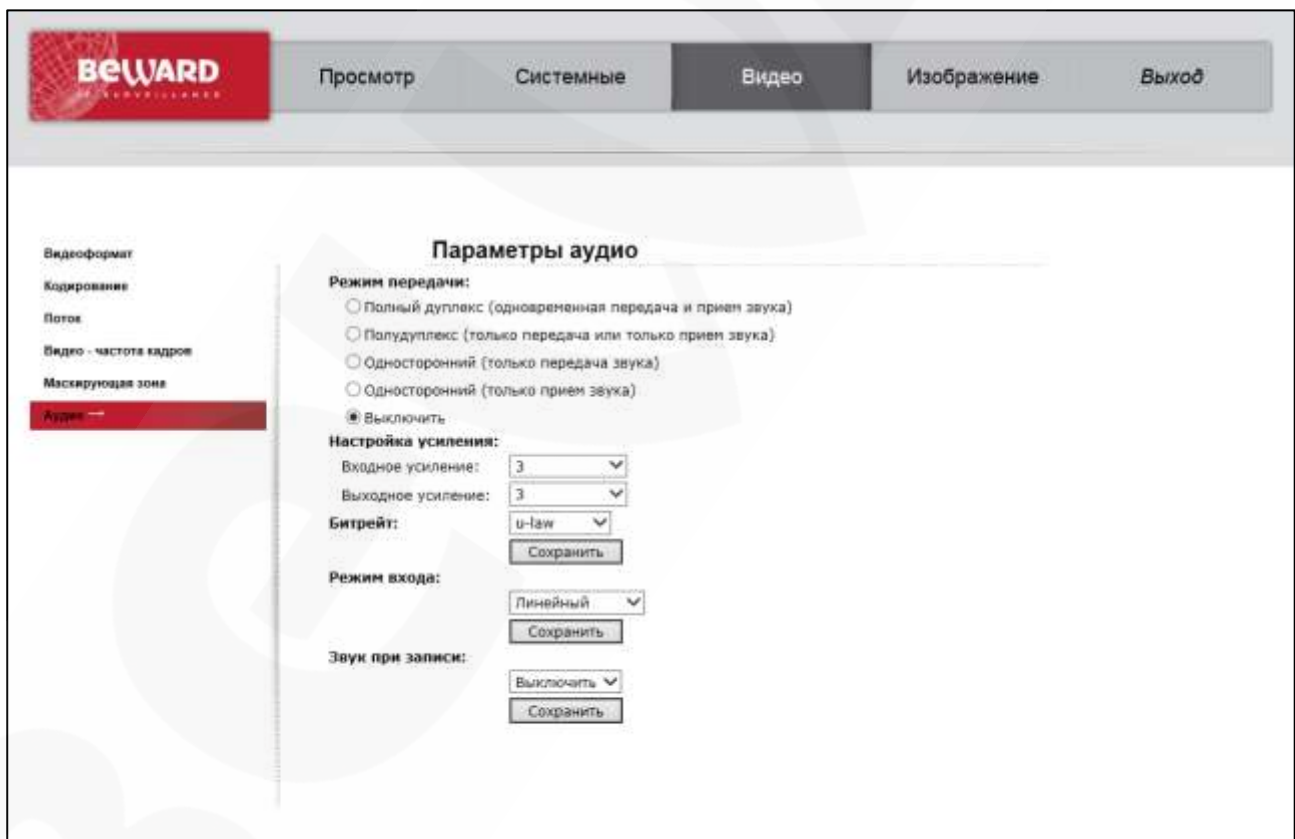 BEWARD
IP SURVEILLANCE
Просмотр
Системные
Видео
Изображение
Выход
Видеоформат
Кодирование
Поток
Видео - частота кадров
Маскирующая зона
Аудио →
Параметры аудио
Режим передачи:
Полный дуплекс (одновременная передача и прием звука)
Полудуплекс (только передача или только прием звука)
Односторонний (только передача звука)
Односторонний (только прием звука)
Выключить
Настройка усиления:
Входное усиление: 3
Выходное усиление: 3
Битрейт: u-law
Сохранить
Режим входа:
Линейный
Сохранить
Звук при записи:
Выключить
Сохранить